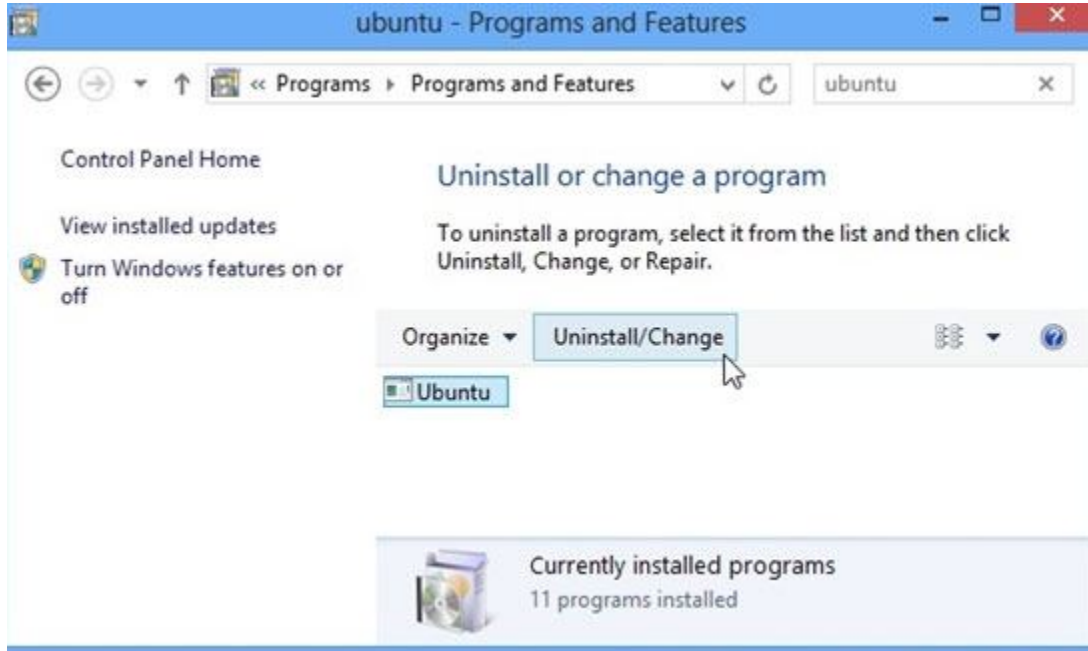 ubuntu - Programs and Features
« Programs Programs and Features
ubuntu
Control Panel Home
View installed updates
Turn Windows features on or
off
Uninstall or change a program
To uninstall a program, select it from the list and then click
Uninstall, Change, or Repair.
Organize Uninstall/Change
Ubuntu
Currently installed programs
11 programs installed